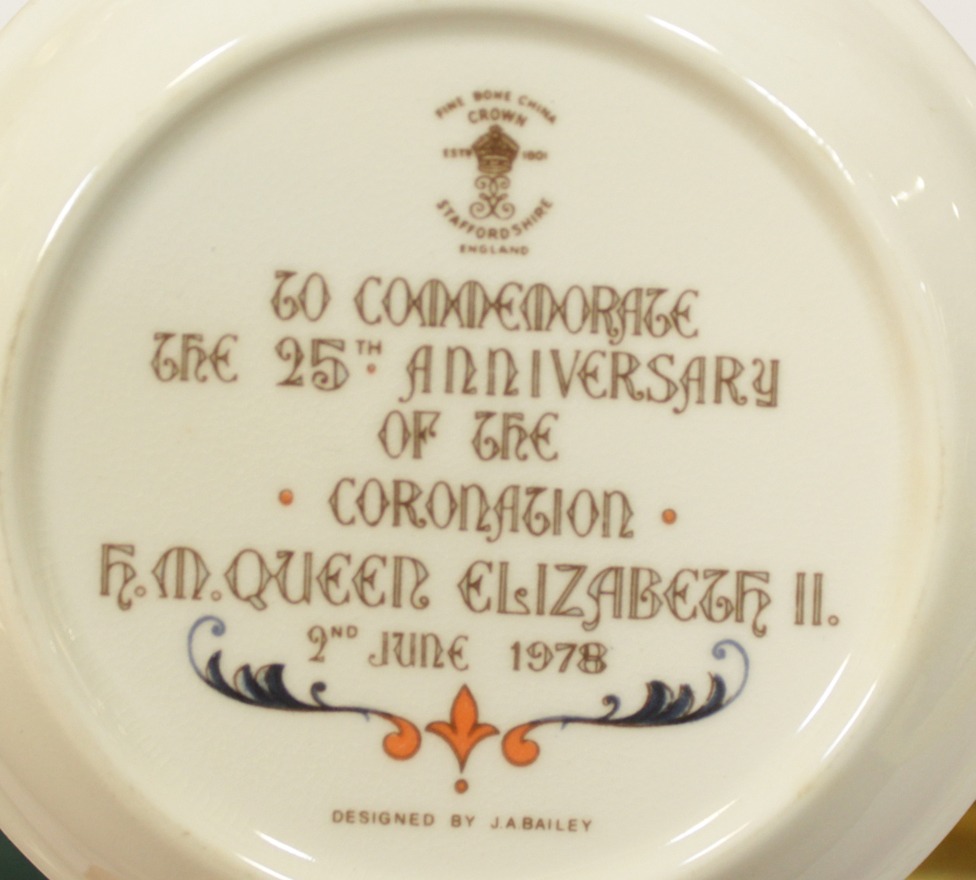 FINE BONE CHINA
CROWN
ESTD 1801
STAFFORDSHIRE
ENGLAND
TO COMMEMORATE
THE 25TH. ANNIVERSARY
OF THE
• CORONATION •
H.M.QUEEN ELIZABETH II.
2ND JUNE 1978
DESIGNED BY J.A.BAILEY